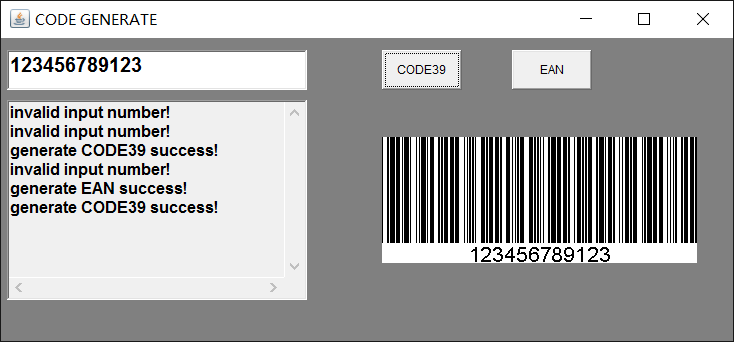 CODE GENERATE
123456789123
CODE39
EAN
invalid input number!
invalid input number!
generate CODE39 success!
invalid input number!
generate EAN success!
generate CODE39 success!
123456789123